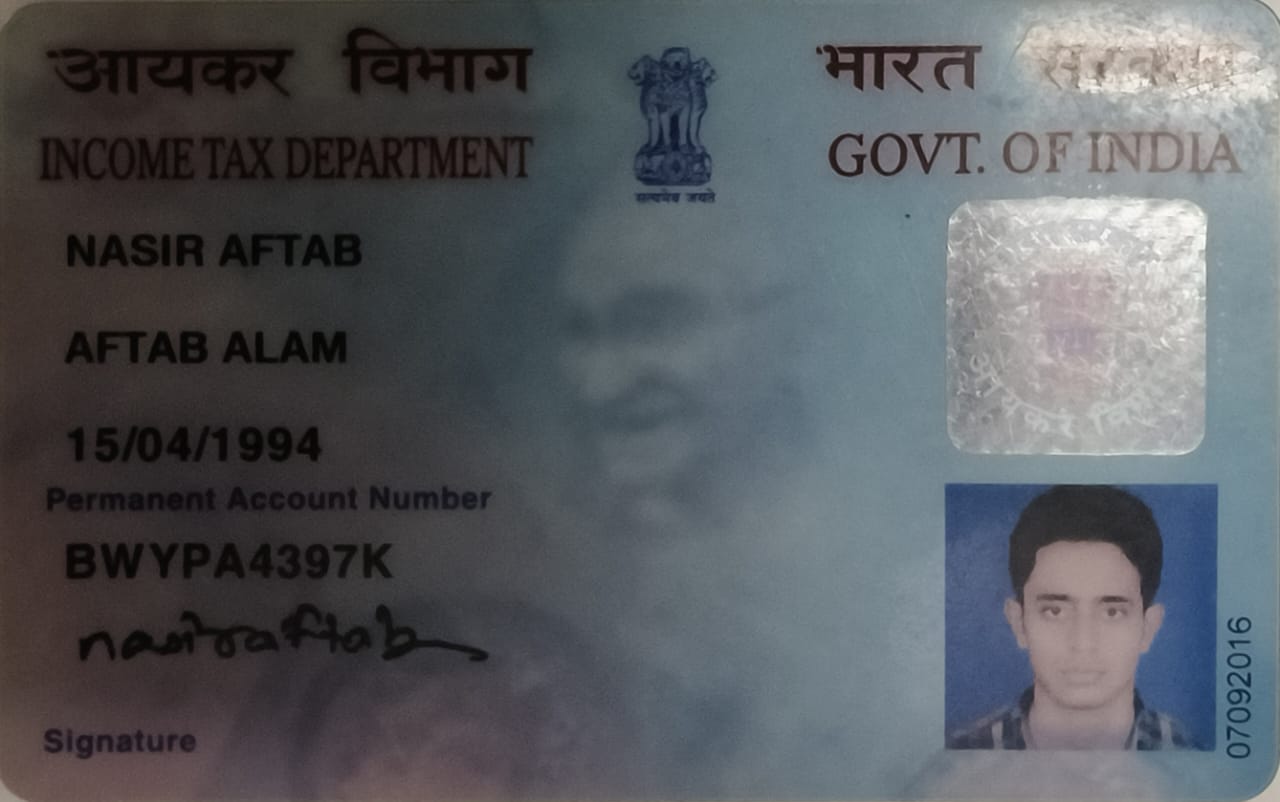 आयकर विभाग
INCOME TAX DEPARTMENT
सत्यमेव जयते
भारत सरकार
GOVT. OF INDIA
NASIR AFTAB
AFTAB ALAM
15/04/1994
Permanent Account Number
BWYPA4397K
nasiraftab
Signature
07092016